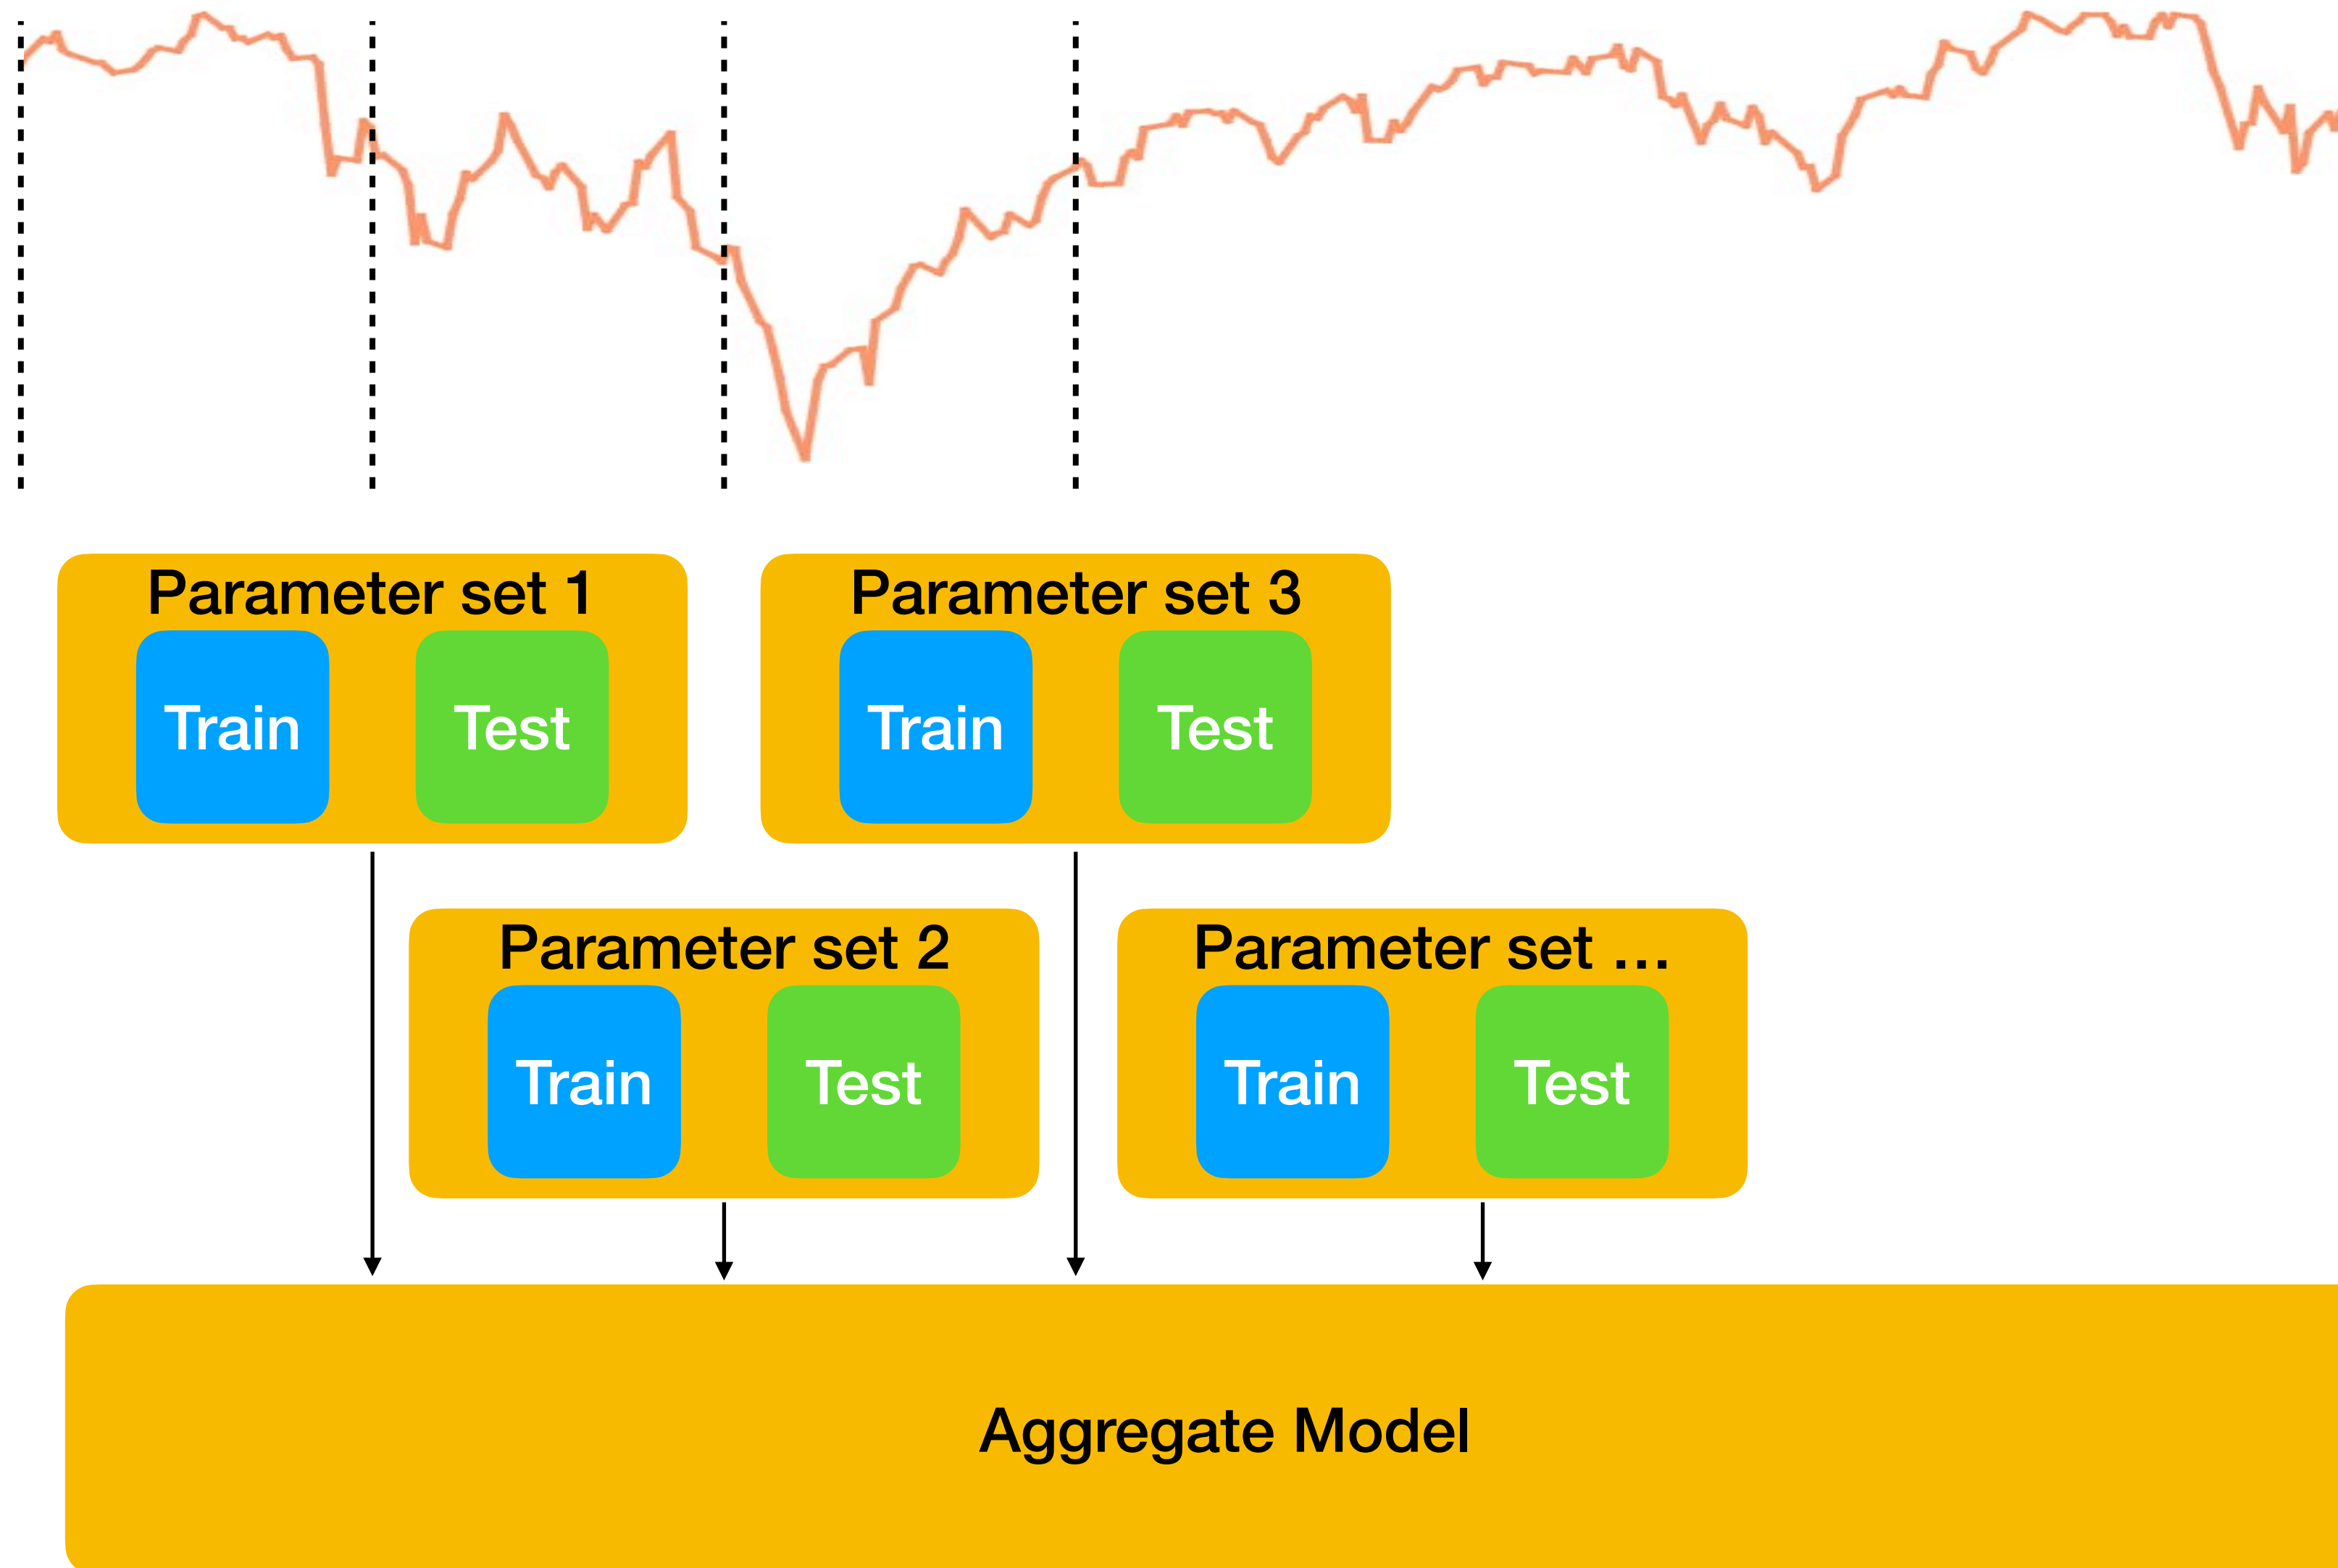 Parameter set 1
Train
Test
Parameter set 3
Train
Test
Parameter set 2
Train
Test
Parameter set ...
Train
Test
Aggregate Model